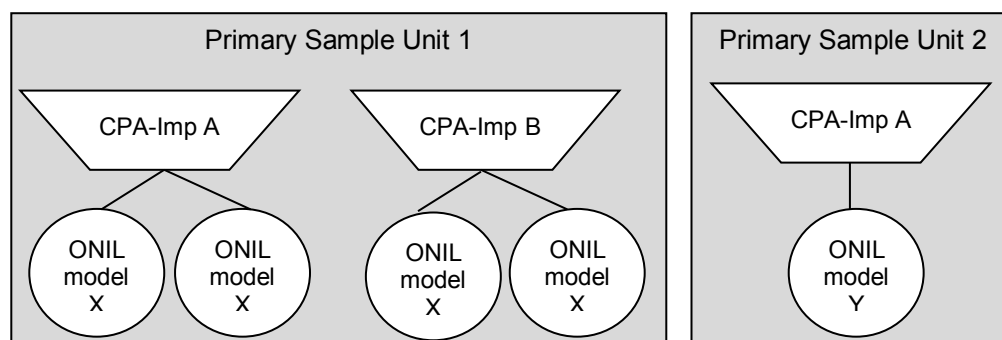 Primary Sample Unit 1
CPA-Imp A
CPA-Imp B
ONIL
model
X
ONIL
model
X
ONIL
model
X
ONIL
model
X
Primary Sample Unit 2
CPA-Imp A
ONIL
model
Y